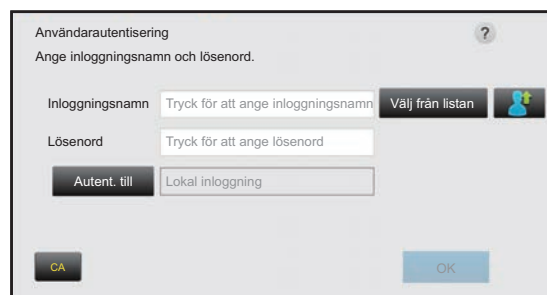 Användarautentisering
?
Ange inloggningsnamn och lösenord.
Inloggningsnamn Tryck för att ange inloggningsnamn Välj från listan
Lösenord Tryck för att ange lösenord
Autent. till Lokal inloggning
CA OK